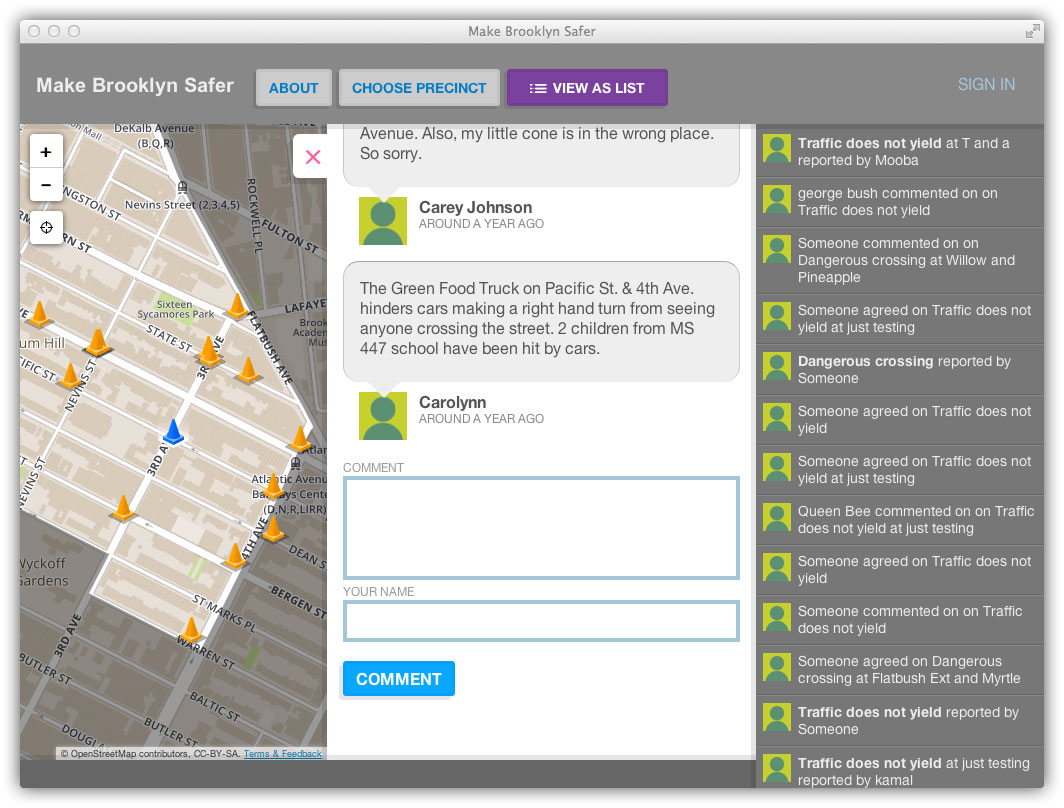 Make Brooklyn Safer
Make Brooklyn Safer
ABOUT
CHOOSE PRECINCT
VIEW AS LIST
SIGN IN
+
−
DeKalb Avenue
(B,Q,R)
Nevins Street (2,3,4,5)
ROCKWELL PL
FULTON ST
Sixteen
Sycamores Park
LAFAYE
STATE ST
FLATBUSH AVE
3RD AVE
um Hill
NEVINS ST
3RD AVE
NEVINS ST
Atlantic Avenue
Barclays Center
(D,N,R,LIRR)
4TH AVE
DEAN S
BERGEN ST
Wyckoff
Gardens
ST MARKS PL
WARREN ST
3RD AVE
BUTLER ST
BALTIC ST
BUTLER ST
DOUGL
© OpenStreetMap contributors, CC-BY-SA. Terms & Feedback
Avenue. Also, my little cone is in the wrong place.
So sorry.
Carey Johnson
AROUND A YEAR AGO
The Green Food Truck on Pacific St. & 4th Ave.
hinders cars making a right hand turn from seeing
anyone crossing the street. 2 children from MS
447 school have been hit by cars.
Carolynn
AROUND A YEAR AGO
COMMENT
YOUR NAME
COMMENT
Traffic does not yield at T and a
reported by Mooba
george bush commented on on
Traffic does not yield
Someone commented on on
Dangerous crossing at Willow and
Pineapple
Someone agreed on Traffic does not
yield at just testing
Dangerous crossing reported by
Someone
Someone agreed on Traffic does not
yield
Someone agreed on Traffic does not
yield at just testing
Queen Bee commented on on Traffic
does not yield at just testing
Someone agreed on Traffic does not
yield
Someone commented on on Traffic
does not yield
Someone agreed on Dangerous
crossing at Flatbush Ext and Myrtle
Traffic does not yield reported by
Someone
Traffic does not yield at just testing
reported by kamal